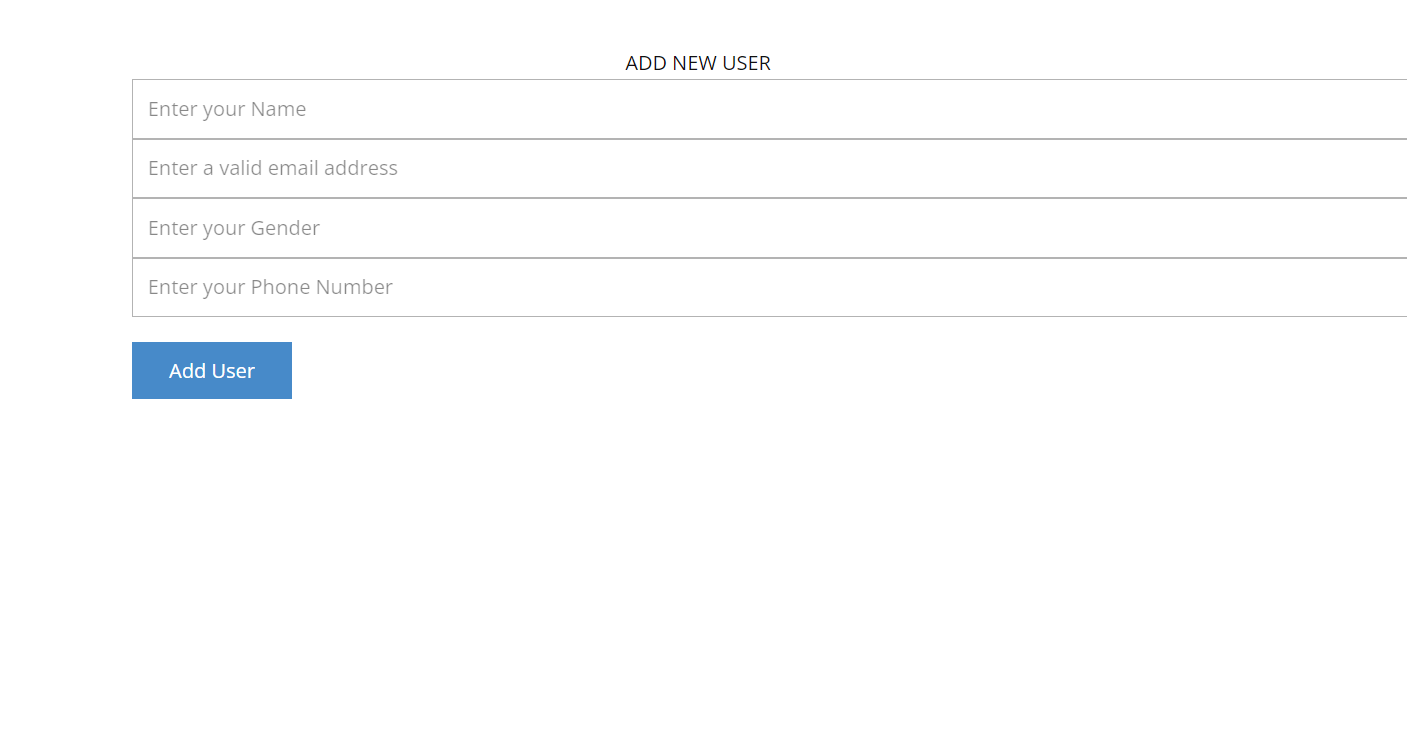 ADD NEW USER
Enter your Name
Enter a valid email address
Enter your Gender
Enter your Phone Number
Add User